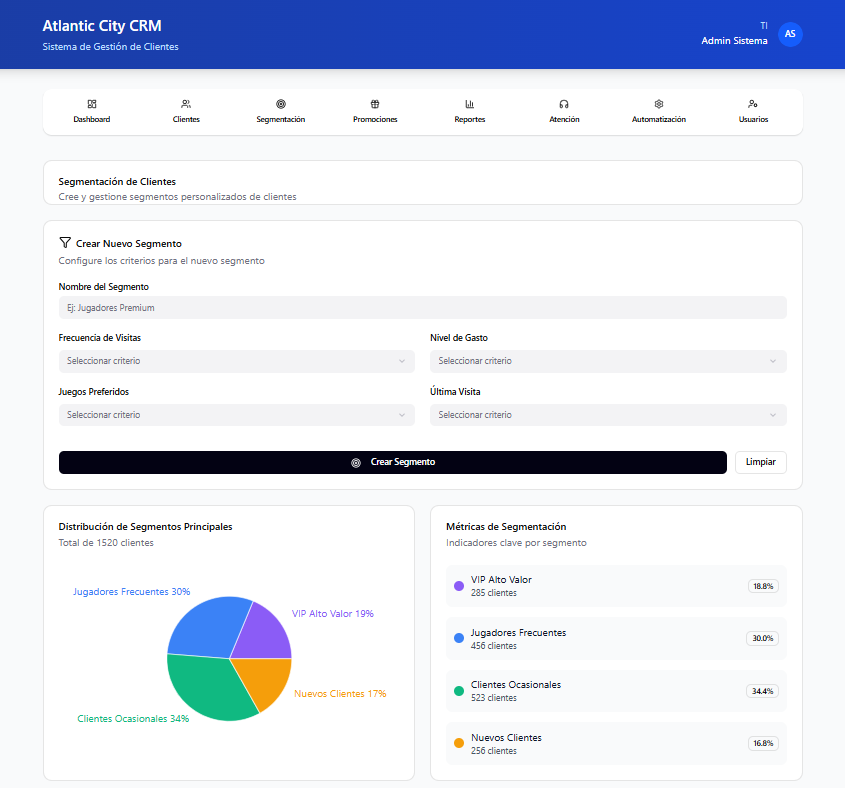 Atlantic City CRM
Sistema de Gestión de Clientes
TI
Admin Sistema
AS
Dashboard
Clientes
Segmentación
Promociones
Reportes
Atención
Automatización
Usuarios
Segmentación de Clientes
Cree y gestione segmentos personalizados de clientes
Crear Nuevo Segmento
Configure los criterios para el nuevo segmento
Nombre del Segmento
Ej: Jugadores Premium
Frecuencia de Visitas
Seleccionar criterio
Nivel de Gasto
Seleccionar criterio
Juegos Preferidos
Seleccionar criterio
Última Visita
Seleccionar criterio
Crear Segmento
Limpiar
Distribución de Segmentos Principales
Total de 1520 clientes
Jugadores Frecuentes 30%
VIP Alto Valor 19%
Nuevos Clientes 17%
Clientes Ocasionales 34%
Métricas de Segmentación
Indicadores clave por segmento
VIP Alto Valor
285 clientes
18.8%
Jugadores Frecuentes
456 clientes
30.0%
Clientes Ocasionales
523 clientes
34.4%
Nuevos Clientes
256 clientes
16.8%